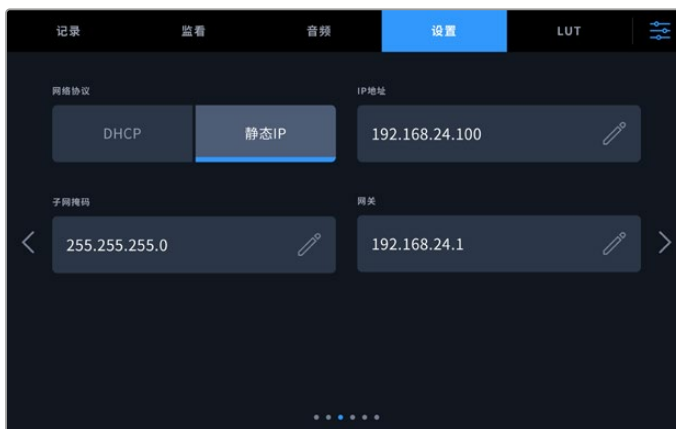 记录 监看 音频 设置 LUT
网络协议 IP地址
DHCP 静态IP 192.168.24.100
子网掩码 网关
255.255.255.0 192.168.24.1